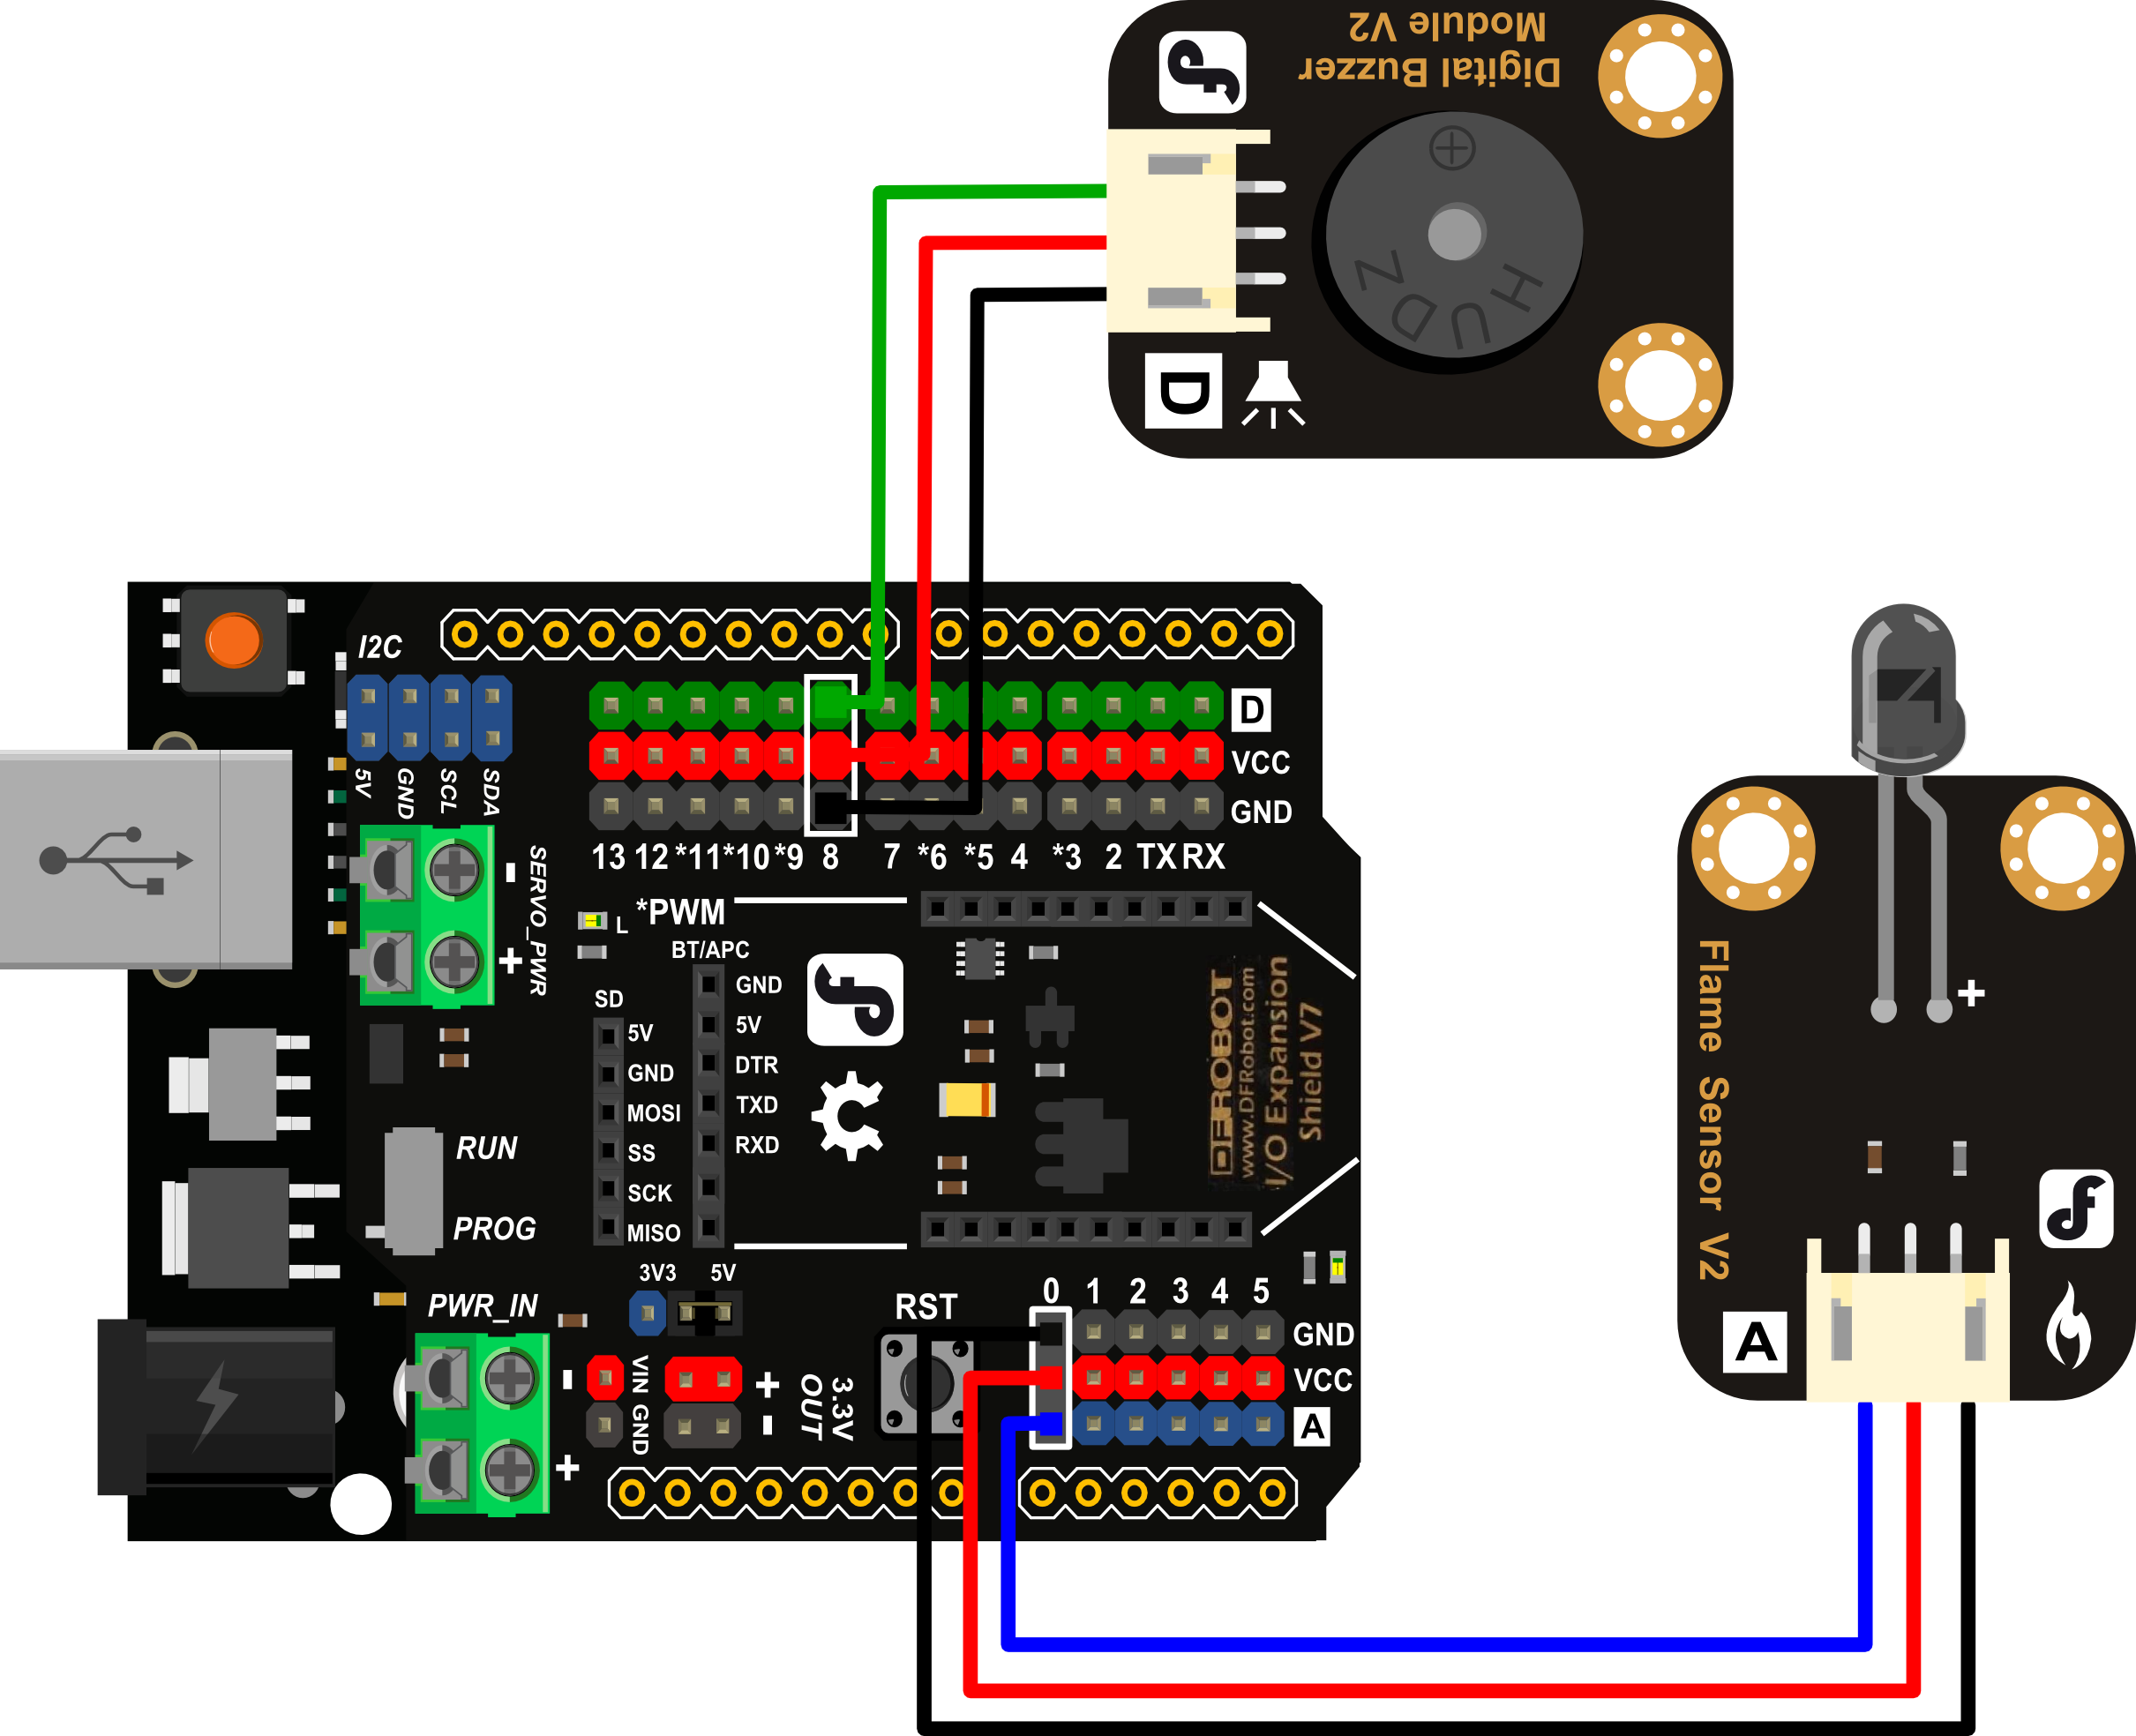 Digital Buzzer
Module V2
HUDZ
D
I2C
5V
GND
SCL
SDA
D
VCC
GND
13 12 *11 *10 *9 8 7 *6 *5 4 *3 2 TX RX
SERVO_PWR
-
+
*PWM
L
BT/APC
GND
5V
DTR
TXD
RXD
SD
5V
GND
MOSI
SS
SCK
MISO
DFROBOT
www.DFRobot.com
I/O Expansion
Shield V7
RUN
PROG
3V3 5V
PWR_IN
-
+
VIN
GND
+
-
3.3V
OUT
RST
0 1 2 3 4 5
GND
VCC
A
+
Flame Sensor V2
A